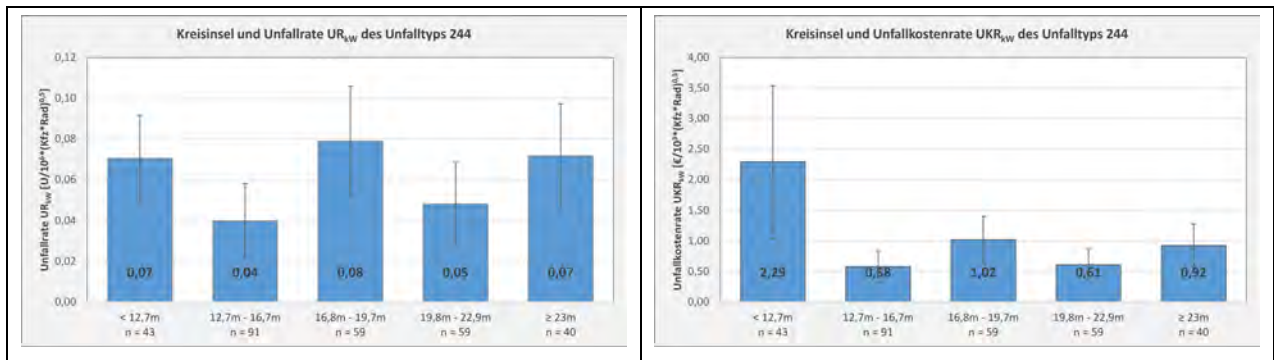 Kreisinsel und Unfallrate UR_kW des Unfalltyps 244
Unfallrate UR_kW [U/10⁶*(Kfz*Rad)^0,5]
0,12
0,10
0,08
0,06
0,04
0,02
0,00
0,07
0,04
0,08
0,05
0,07
< 12,7m
n = 43
12,7m - 16,7m
n = 91
16,8m - 19,7m
n = 59
19,8m - 22,9m
n = 59
≥ 23m
n = 40
Kreisinsel und Unfallkostenrate UKR_kW des Unfalltyps 244
Unfallkostenrate UKR_kW [€/10³*(Kfz*Rad)^0,5]
4,00
3,50
3,00
2,50
2,00
1,50
1,00
0,50
0,00
2,29
0,58
1,02
0,61
0,92
< 12,7m
n = 43
12,7m - 16,7m
n = 91
16,8m - 19,7m
n = 59
19,8m - 22,9m
n = 59
≥ 23m
n = 40